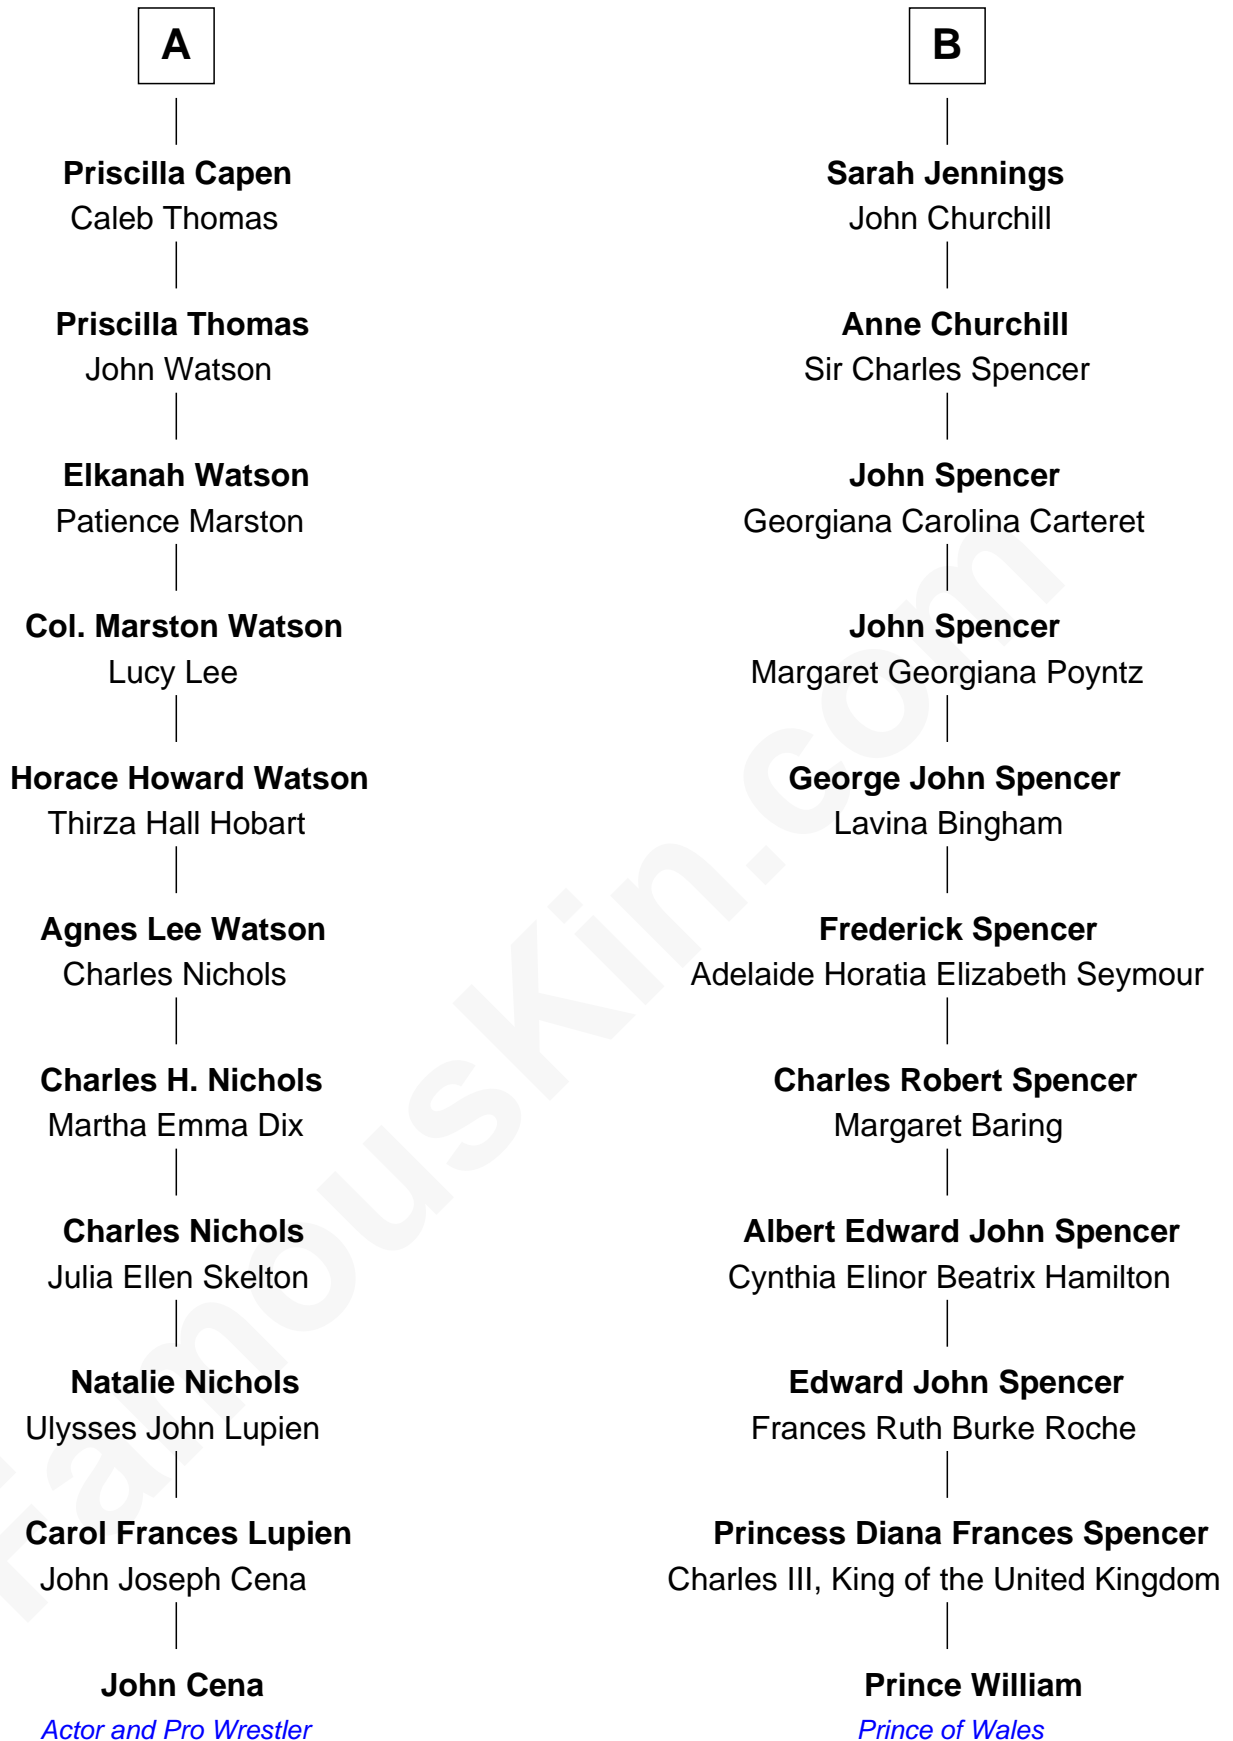 A
B
Priscilla Capen
Caleb Thomas
Sarah Jennings
John Churchill
Priscilla Thomas
John Watson
Anne Churchill
Sir Charles Spencer
Elkanah Watson
Patience Marston
John Spencer
Georgiana Carolina Carteret
Col. Marston Watson
Lucy Lee
John Spencer
Margaret Georgiana Poyntz
Horace Howard Watson
Thirza Hall Hobart
George John Spencer
Lavina Bingham
Agnes Lee Watson
Charles Nichols
Frederick Spencer
Adelaide Horatia Elizabeth Seymour
Charles H. Nichols
Martha Emma Dix
Charles Robert Spencer
Margaret Baring
Charles Nichols
Julia Ellen Skelton
Albert Edward John Spencer
Cynthia Elinor Beatrix Hamilton
Natalie Nichols
Ulysses John Lupien
Edward John Spencer
Frances Ruth Burke Roche
Carol Frances Lupien
John Joseph Cena
Princess Diana Frances Spencer
Charles III, King of the United Kingdom
John Cena
Actor and Pro Wrestler
Prince William
Prince of Wales
FamousKin.com